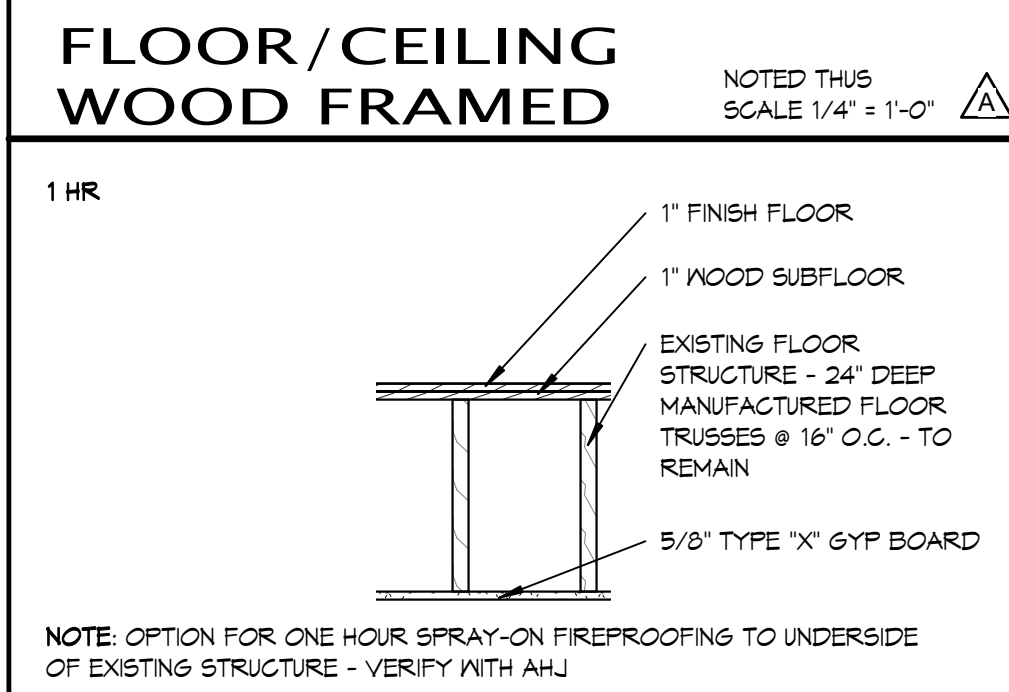 FLOOR/CEILING
WOOD FRAMED
NOTED THUS
SCALE 1/4" = 1'-0"
A
1 HR
1" FINISH FLOOR
1" WOOD SUBFLOOR
EXISTING FLOOR
STRUCTURE - 24" DEEP
MANUFACTURED FLOOR
TRUSSES @ 16" O.C. - TO
REMAIN
5/8" TYPE "X" GYP BOARD
NOTE: OPTION FOR ONE HOUR SPRAY-ON FIREPROOFING TO UNDERSIDE
OF EXISTING STRUCTURE - VERIFY WITH AHJ